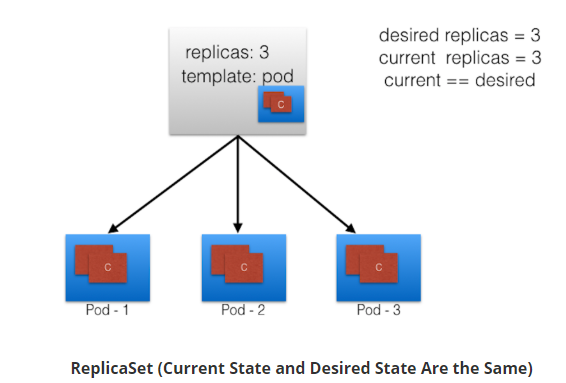 replicas: 3
template: pod
C
desired replicas = 3
current replicas = 3
current == desired
C
C
C
Pod - 1
Pod - 2
Pod - 3
ReplicaSet (Current State and Desired State Are the Same)